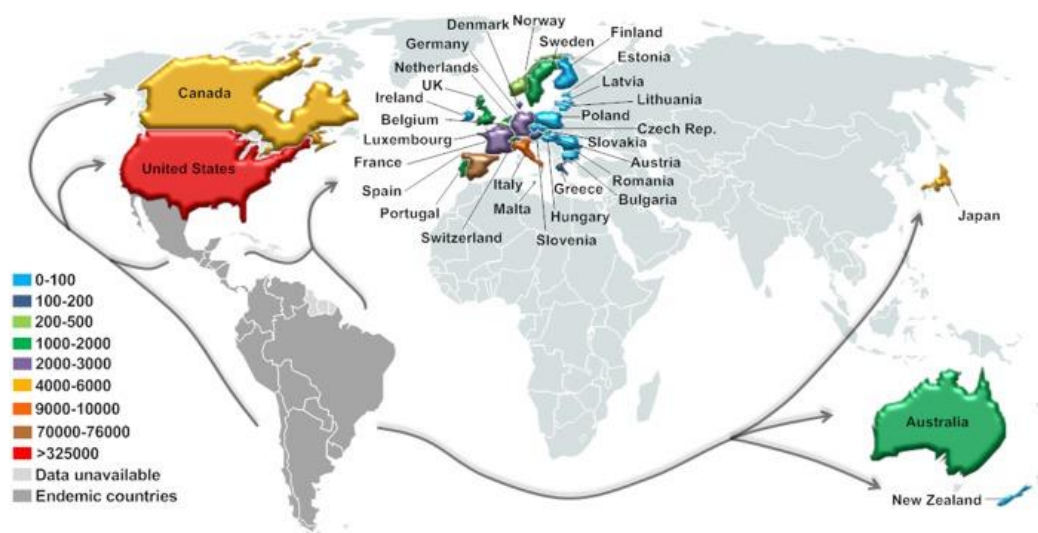 Norway
Denmark
Finland
Sweden
Germany
Estonia
Netherlands
Latvia
UK
Canada
Lithuania
Ireland
Poland
Belgium
Czech Rep.
Luxembourg
Slovakia
United States
France
Austria
Spain
Italy
Greece
Romania
Portugal
Malta
Bulgaria
Hungary
Japan
Switzerland
Slovenia
0-100
100-200
200-500
1000-2000
2000-3000
4000-6000
9000-10000
70000-76000
>325000
Data unavailable
Endemic countries
Australia
New Zealand